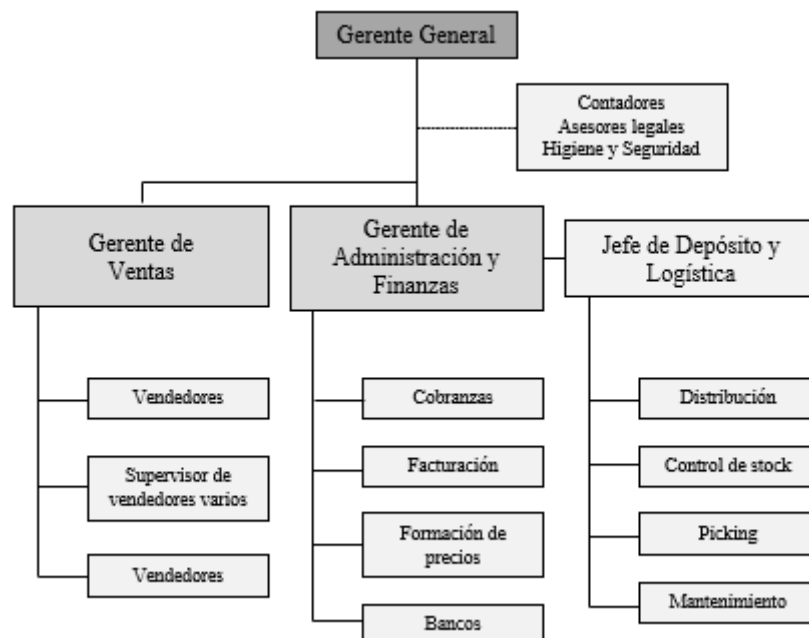 Gerente General
Contadores
Asesores legales
Higiene y Seguridad
Gerente de
Ventas
Gerente de
Administración y
Finanzas
Jefe de Depósito y
Logística
Vendedores
Supervisor de
vendedores varios
Vendedores
Cobranzas
Facturación
Formación de
precios
Bancos
Distribución
Control de stock
Picking
Mantenimiento